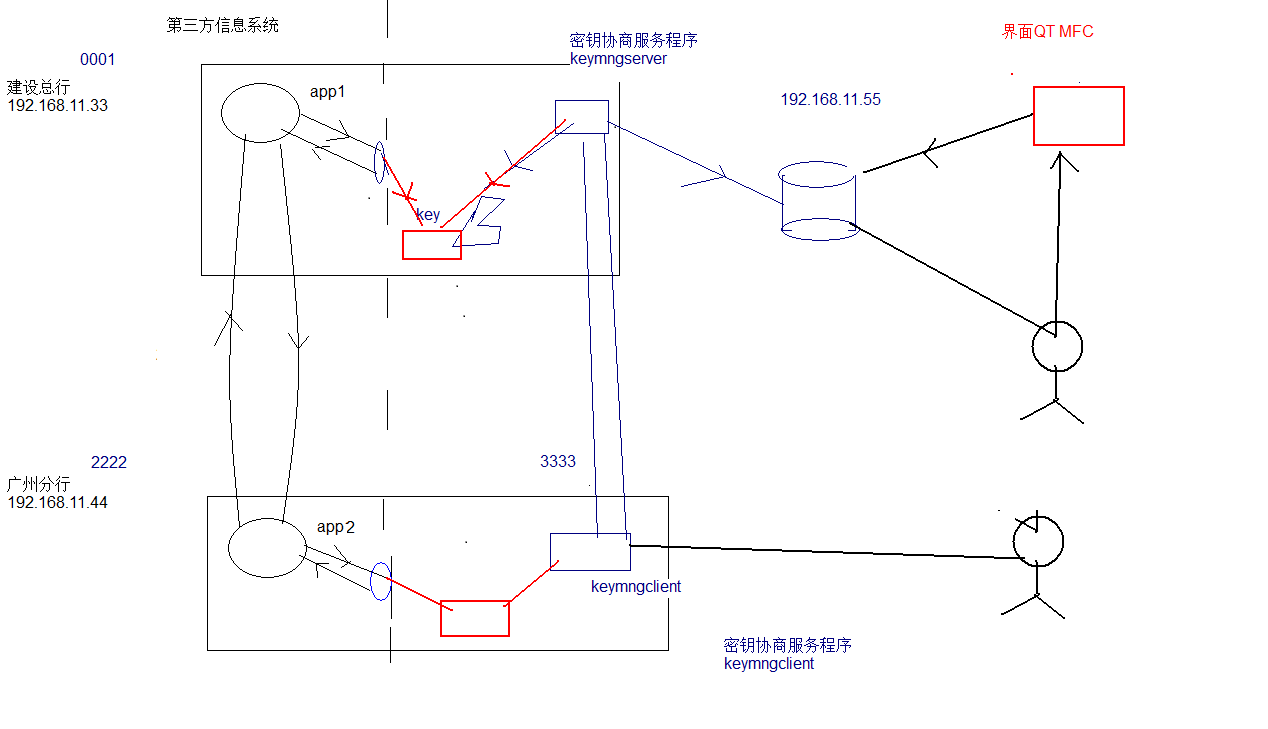 第三方信息系统
界面QT MFC
密钥协商服务程序
keymngserver
0001
建设总行
192.168.11.33
app1
192.168.11.55
key
2222
3333
广州分行
192.168.11.44
app2
keymngclient
密钥协商服务程序
keymngclient